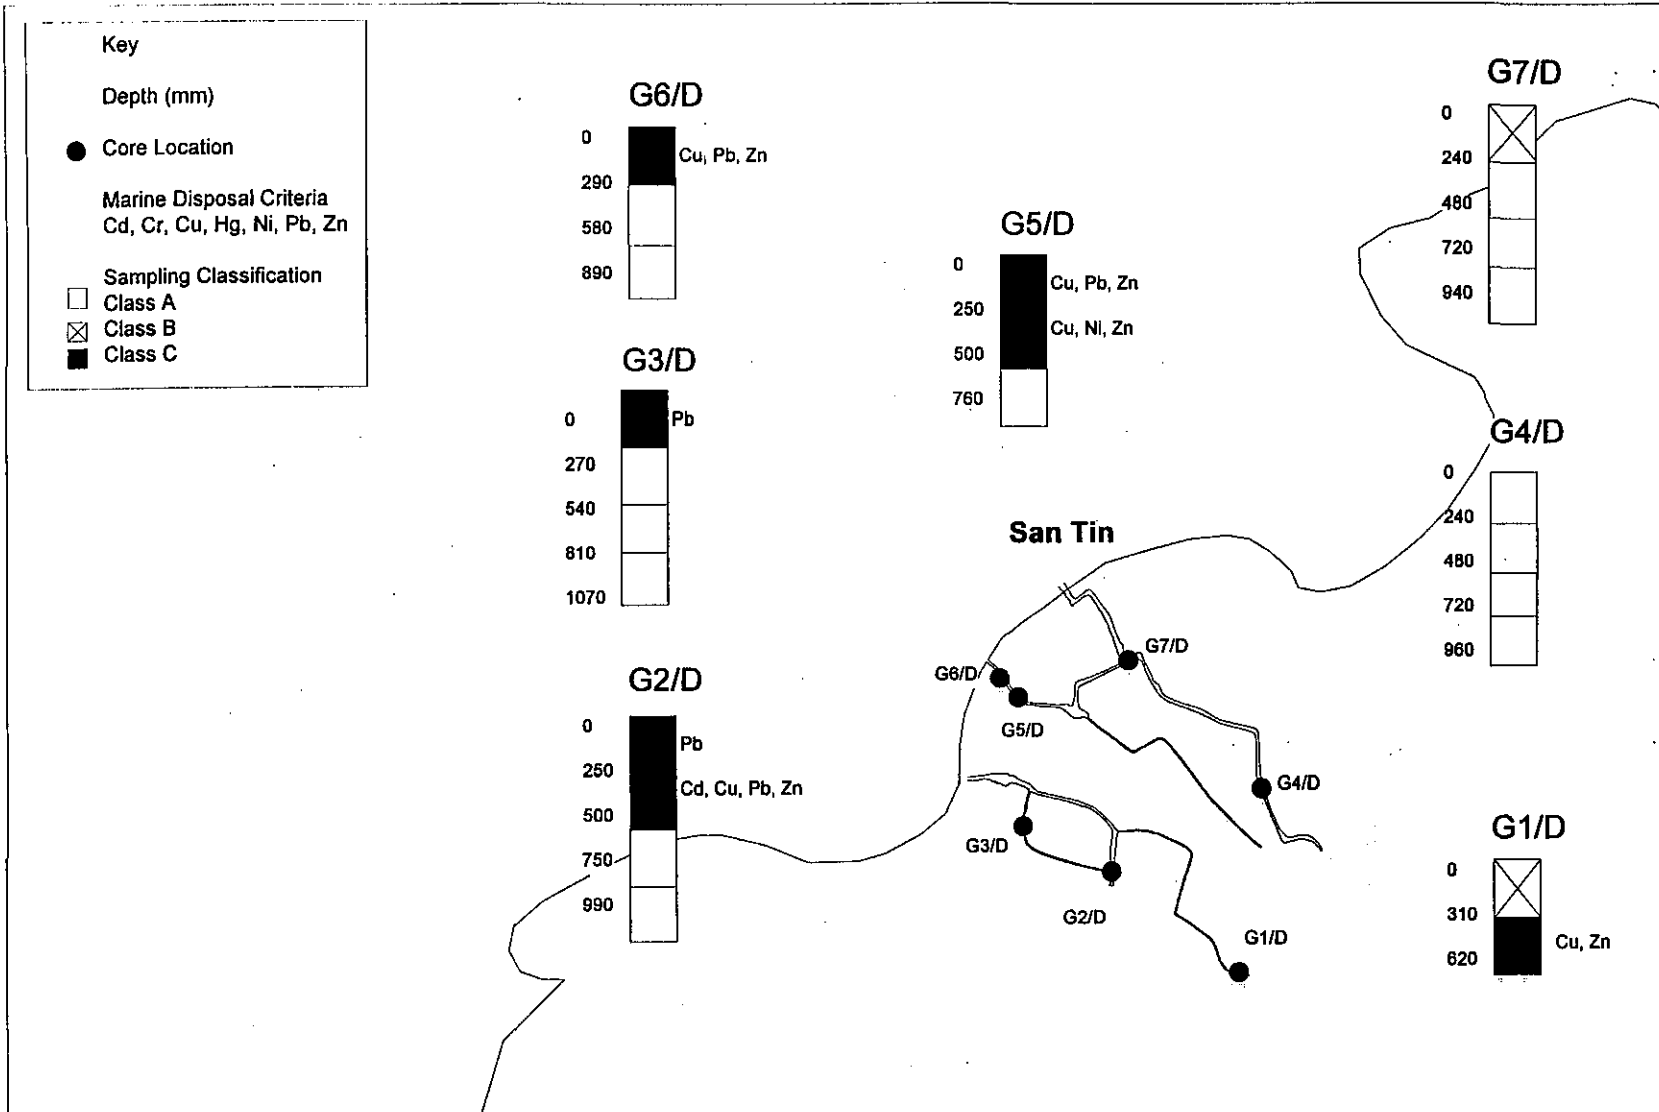 Key
Depth (mm)
Core Location
Marine Disposal Criteria
Cd, Cr, Cu, Hg, Ni, Pb, Zn
Sampling Classification
Class A
Class B
Class C
G6/D
0
Cu, Pb, Zn
290
580
890
G5/D
0
Cu, Pb, Zn
250
Cu, Ni, Zn
500
760
G7/D
0
240
480
720
940
G3/D
0
Pb
270
540
810
1070
G4/D
0
240
480
720
960
San Tin
G7/D
G6/D
G5/D
G4/D
G3/D
G2/D
G1/D
G2/D
0
Pb
250
Cd, Cu, Pb, Zn
500
750
990
G1/D
0
310
Cu, Zn
620